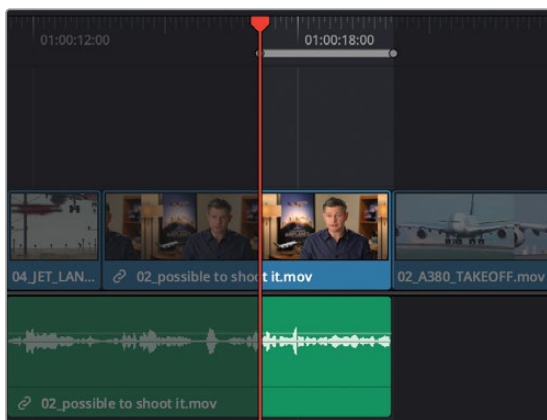 01:00:12:00
01:00:18:00
04_JET_LAN...
02_possible to shoot it.mov
02_A380_TAKEOFF.mov
02_possible to shoot it.mov